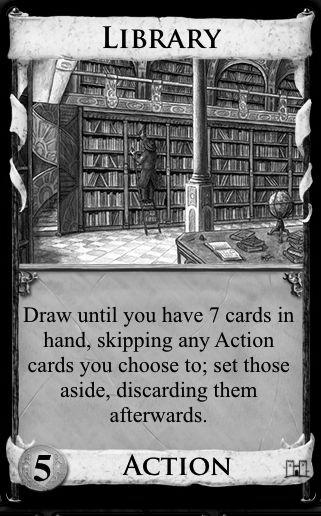 LIBRARY
Draw until you have 7 cards in
hand, skipping any Action
cards you choose to; set those
aside, discarding them
afterwards.
5
ACTION